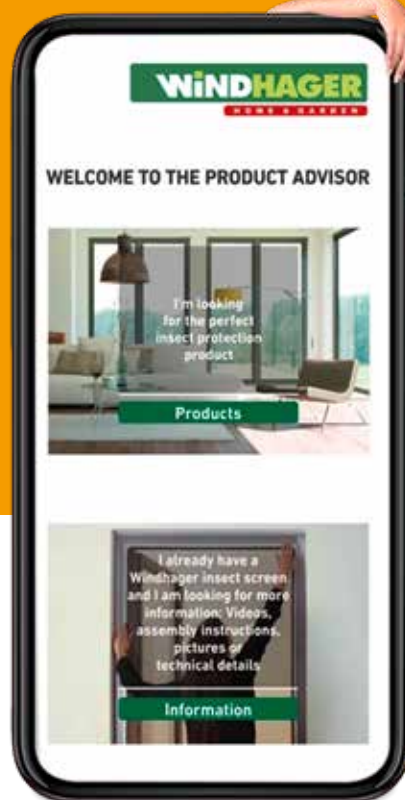 WiNDHAGER
HOME & GARDEN
WELCOME TO THE PRODUCT ADVISOR
I'm looking
for the perfect
insect protection
product
Products
I already have a
Windhager insect screen
and I am looking for more
information: Videos,
assembly instructions,
pictures or
technical details
Information